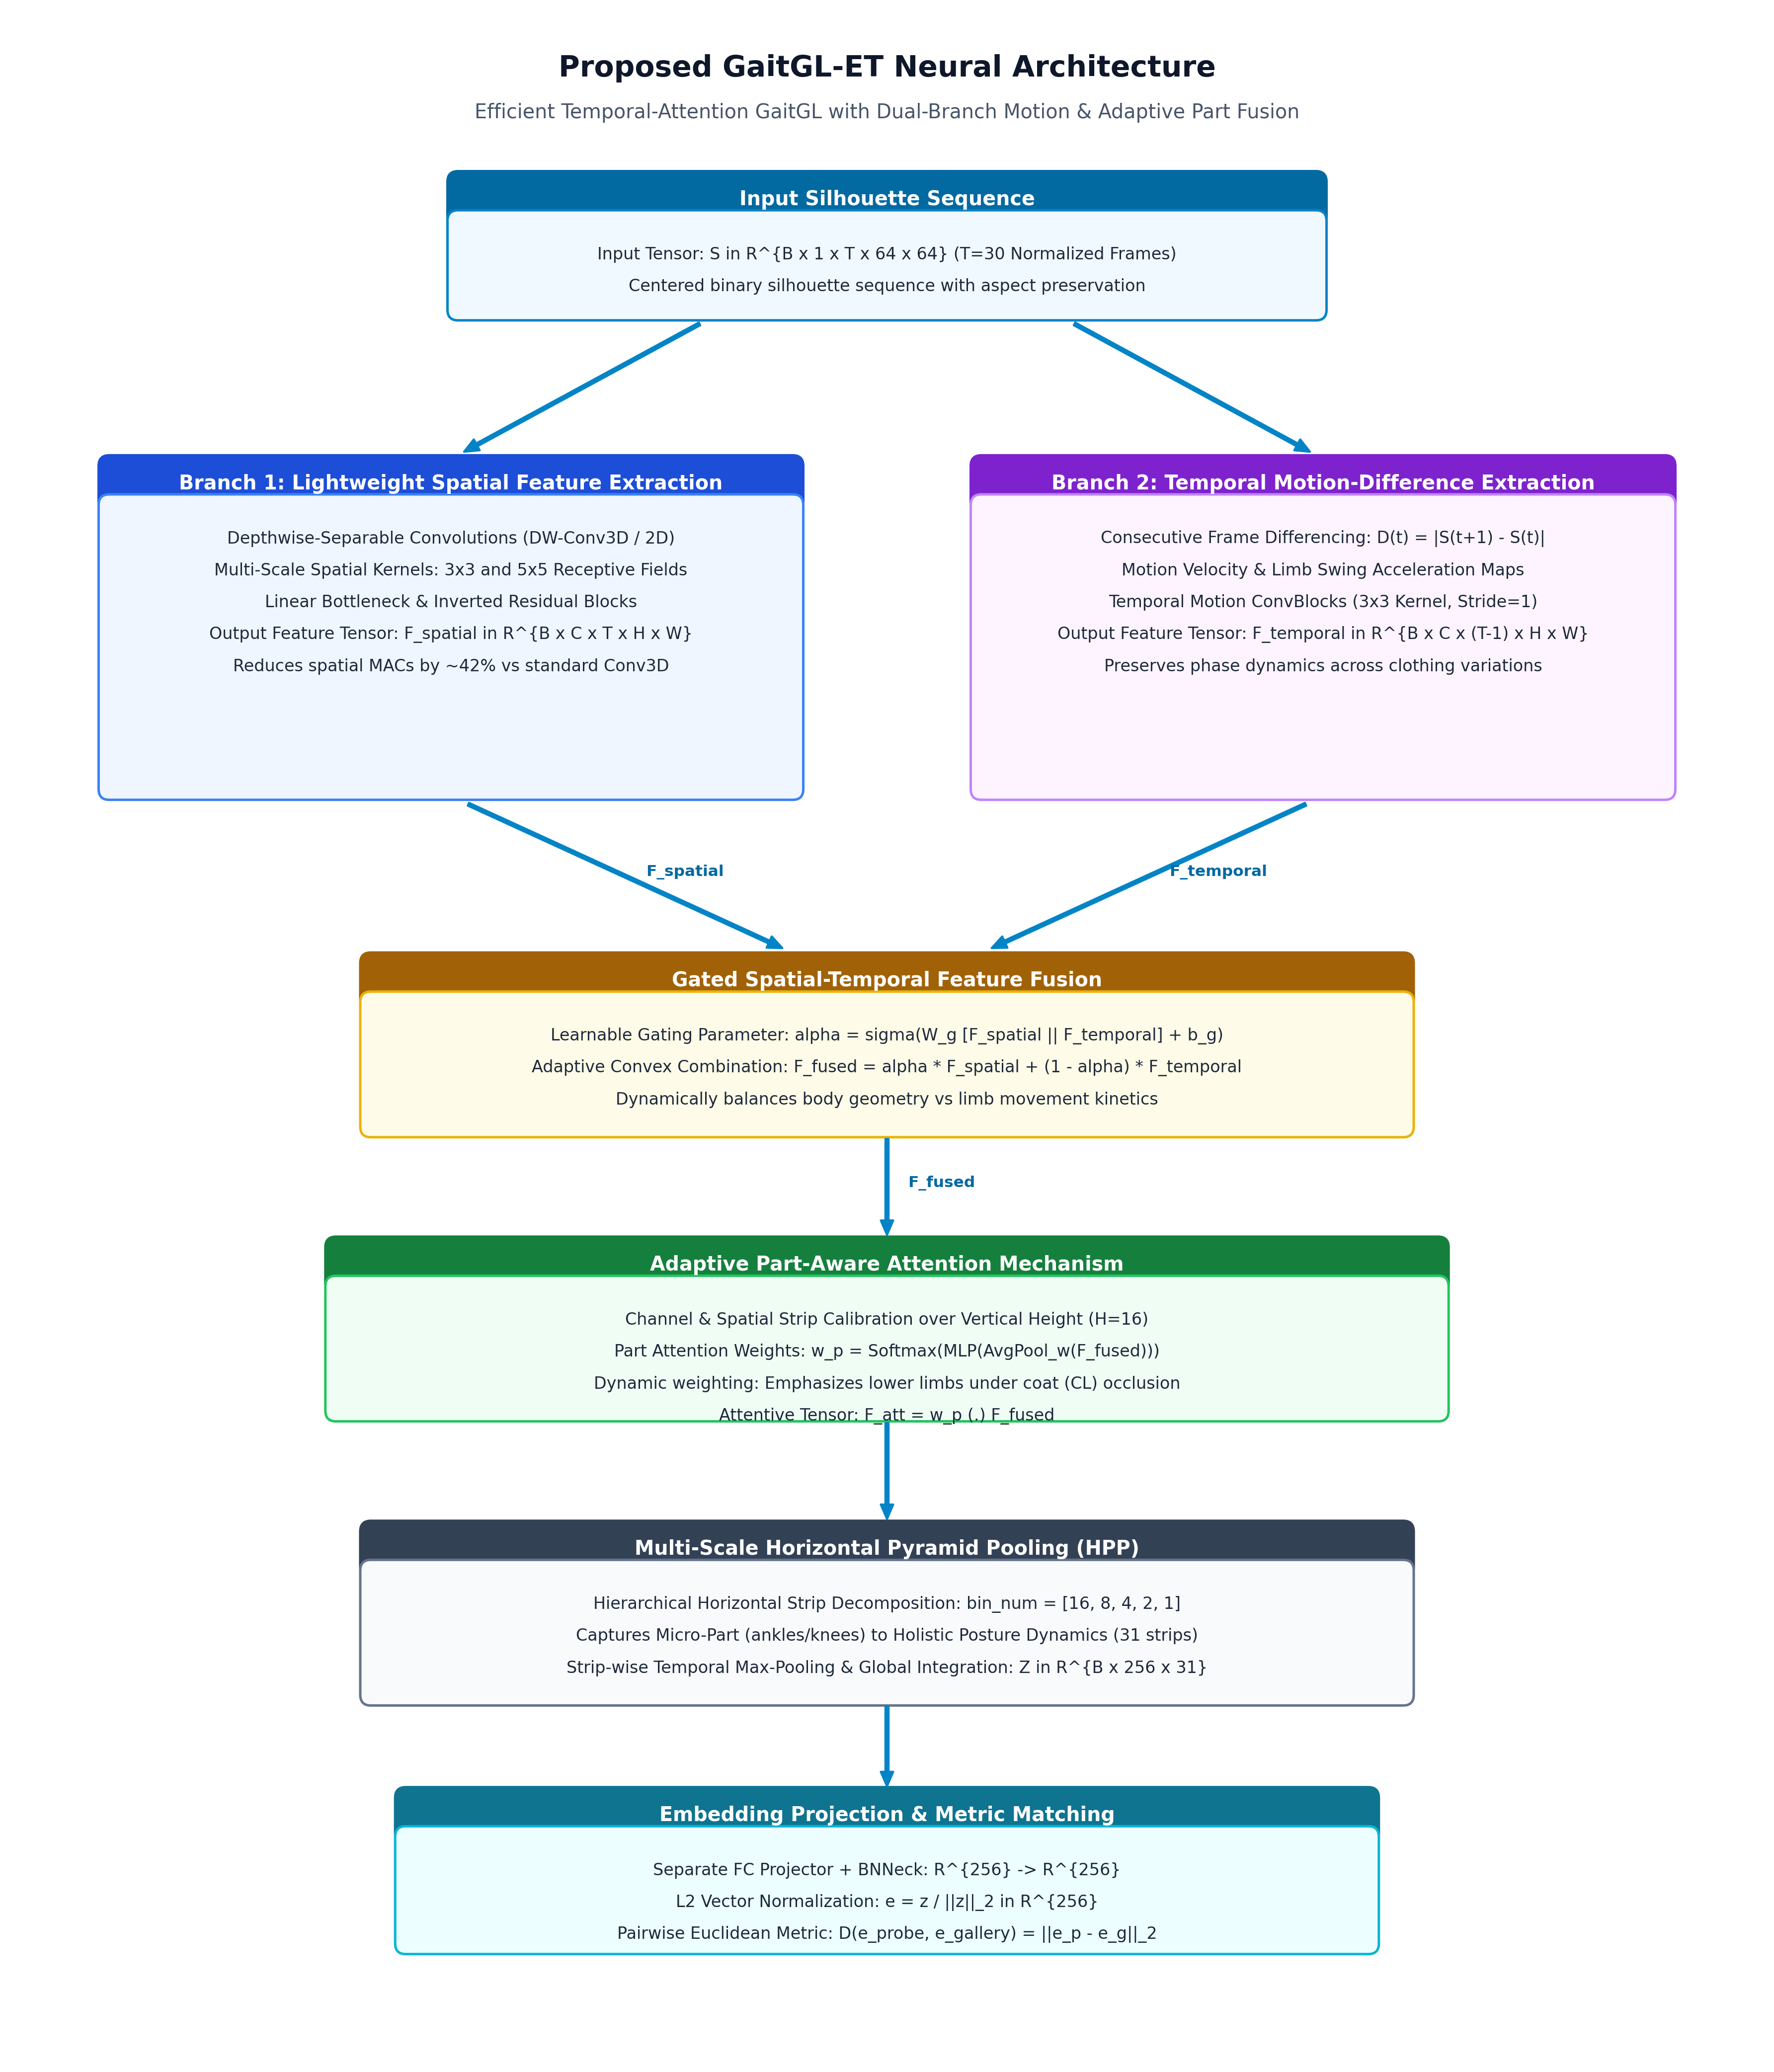 Proposed GaitGL-ET Neural Architecture
Efficient Temporal-Attention GaitGL with Dual-Branch Motion & Adaptive Part Fusion
Input Silhouette Sequence
Input Tensor: S in R^{B x 1 x T x 64 x 64} (T=30 Normalized Frames)
Centered binary silhouette sequence with aspect preservation
Branch 1: Lightweight Spatial Feature Extraction
Depthwise-Separable Convolutions (DW-Conv3D / 2D)
Multi-Scale Spatial Kernels: 3x3 and 5x5 Receptive Fields
Linear Bottleneck & Inverted Residual Blocks
Output Feature Tensor: F_spatial in R^{B x C x T x H x W}
Reduces spatial MACs by ~42% vs standard Conv3D
Branch 2: Temporal Motion-Difference Extraction
Consecutive Frame Differencing: D(t) = |S(t+1) - S(t)|
Motion Velocity & Limb Swing Acceleration Maps
Temporal Motion ConvBlocks (3x3 Kernel, Stride=1)
Output Feature Tensor: F_temporal in R^{B x C x (T-1) x H x W}
Preserves phase dynamics across clothing variations
F_spatial
F_temporal
Gated Spatial-Temporal Feature Fusion
Learnable Gating Parameter: alpha = sigma(W_g [F_spatial || F_temporal] + b_g)
Adaptive Convex Combination: F_fused = alpha * F_spatial + (1 - alpha) * F_temporal
Dynamically balances body geometry vs limb movement kinetics
F_fused
Adaptive Part-Aware Attention Mechanism
Channel & Spatial Strip Calibration over Vertical Height (H=16)
Part Attention Weights: w_p = Softmax(MLP(AvgPool_w(F_fused)))
Dynamic weighting: Emphasizes lower limbs under coat (CL) occlusion
Attentive Tensor: F_att = w_p (.) F_fused
Multi-Scale Horizontal Pyramid Pooling (HPP)
Hierarchical Horizontal Strip Decomposition: bin_num = [16, 8, 4, 2, 1]
Captures Micro-Part (ankles/knees) to Holistic Posture Dynamics (31 strips)
Strip-wise Temporal Max-Pooling & Global Integration: Z in R^{B x 256 x 31}
Embedding Projection & Metric Matching
Separate FC Projector + BNNeck: R^{256} -> R^{256}
L2 Vector Normalization: e = z / ||z||_2 in R^{256}
Pairwise Euclidean Metric: D(e_probe, e_gallery) = ||e_p - e_g||_2